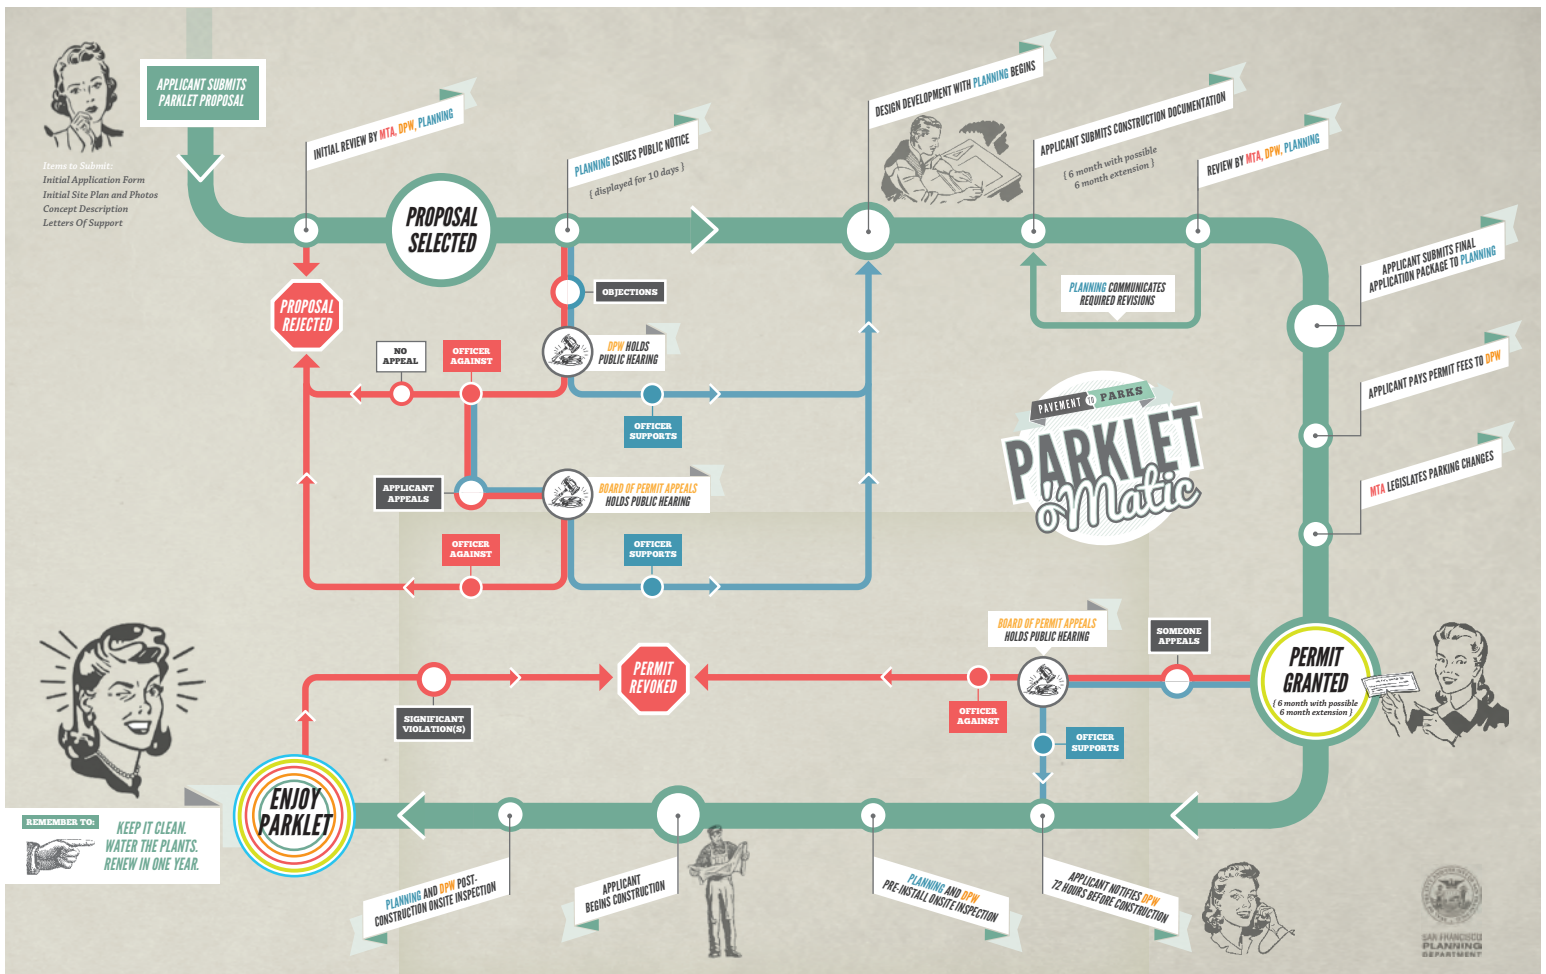 APPLICANT SUBMITS
PARKLET PROPOSAL
Items to Submit:
Initial Application Form
Initial Site Plan and Photos
Concept Description
Letters Of Support
INITIAL REVIEW BY MTA, DPW, PLANNING
PROPOSAL
SELECTED
PLANNING ISSUES PUBLIC NOTICE
{ displayed for 10 days }
DESIGN DEVELOPMENT WITH PLANNING BEGINS
APPLICANT SUBMITS CONSTRUCTION DOCUMENTATION
{ 6 month with possible
6 month extension }
REVIEW BY MTA, DPW, PLANNING
PLANNING COMMUNICATES
REQUIRED REVISIONS
APPLICANT SUBMITS FINAL
APPLICATION PACKAGE TO PLANNING
APPLICANT PAYS PERMIT FEES TO DPW
MTA LEGISLATES PARKING CHANGES
PROPOSAL
REJECTED
OBJECTIONS
DPW HOLDS
PUBLIC HEARING
NO
APPEAL
OFFICER
AGAINST
OFFICER
SUPPORTS
APPLICANT
APPEALS
BOARD OF PERMIT APPEALS
HOLDS PUBLIC HEARING
OFFICER
AGAINST
OFFICER
SUPPORTS
PAVEMENT TO PARKS
PARKLET
O'Matic
PERMIT
GRANTED
{ 6 month with possible
6 month extension }
SOMEONE
APPEALS
BOARD OF PERMIT APPEALS
HOLDS PUBLIC HEARING
OFFICER
AGAINST
OFFICER
SUPPORTS
PERMIT
REVOKED
SIGNIFICANT
VIOLATION(S)
ENJOY
PARKLET
REMEMBER TO:
KEEP IT CLEAN.
WATER THE PLANTS.
RENEW IN ONE YEAR.
PLANNING AND DPW POST-
CONSTRUCTION ONSITE INSPECTION
APPLICANT
BEGINS CONSTRUCTION
PLANNING AND DPW
PRE-INSTALL ONSITE INSPECTION
APPLICANT NOTIFIES DPW
72 HOURS BEFORE CONSTRUCTION
SAN FRANCISCO
PLANNING
DEPARTMENT